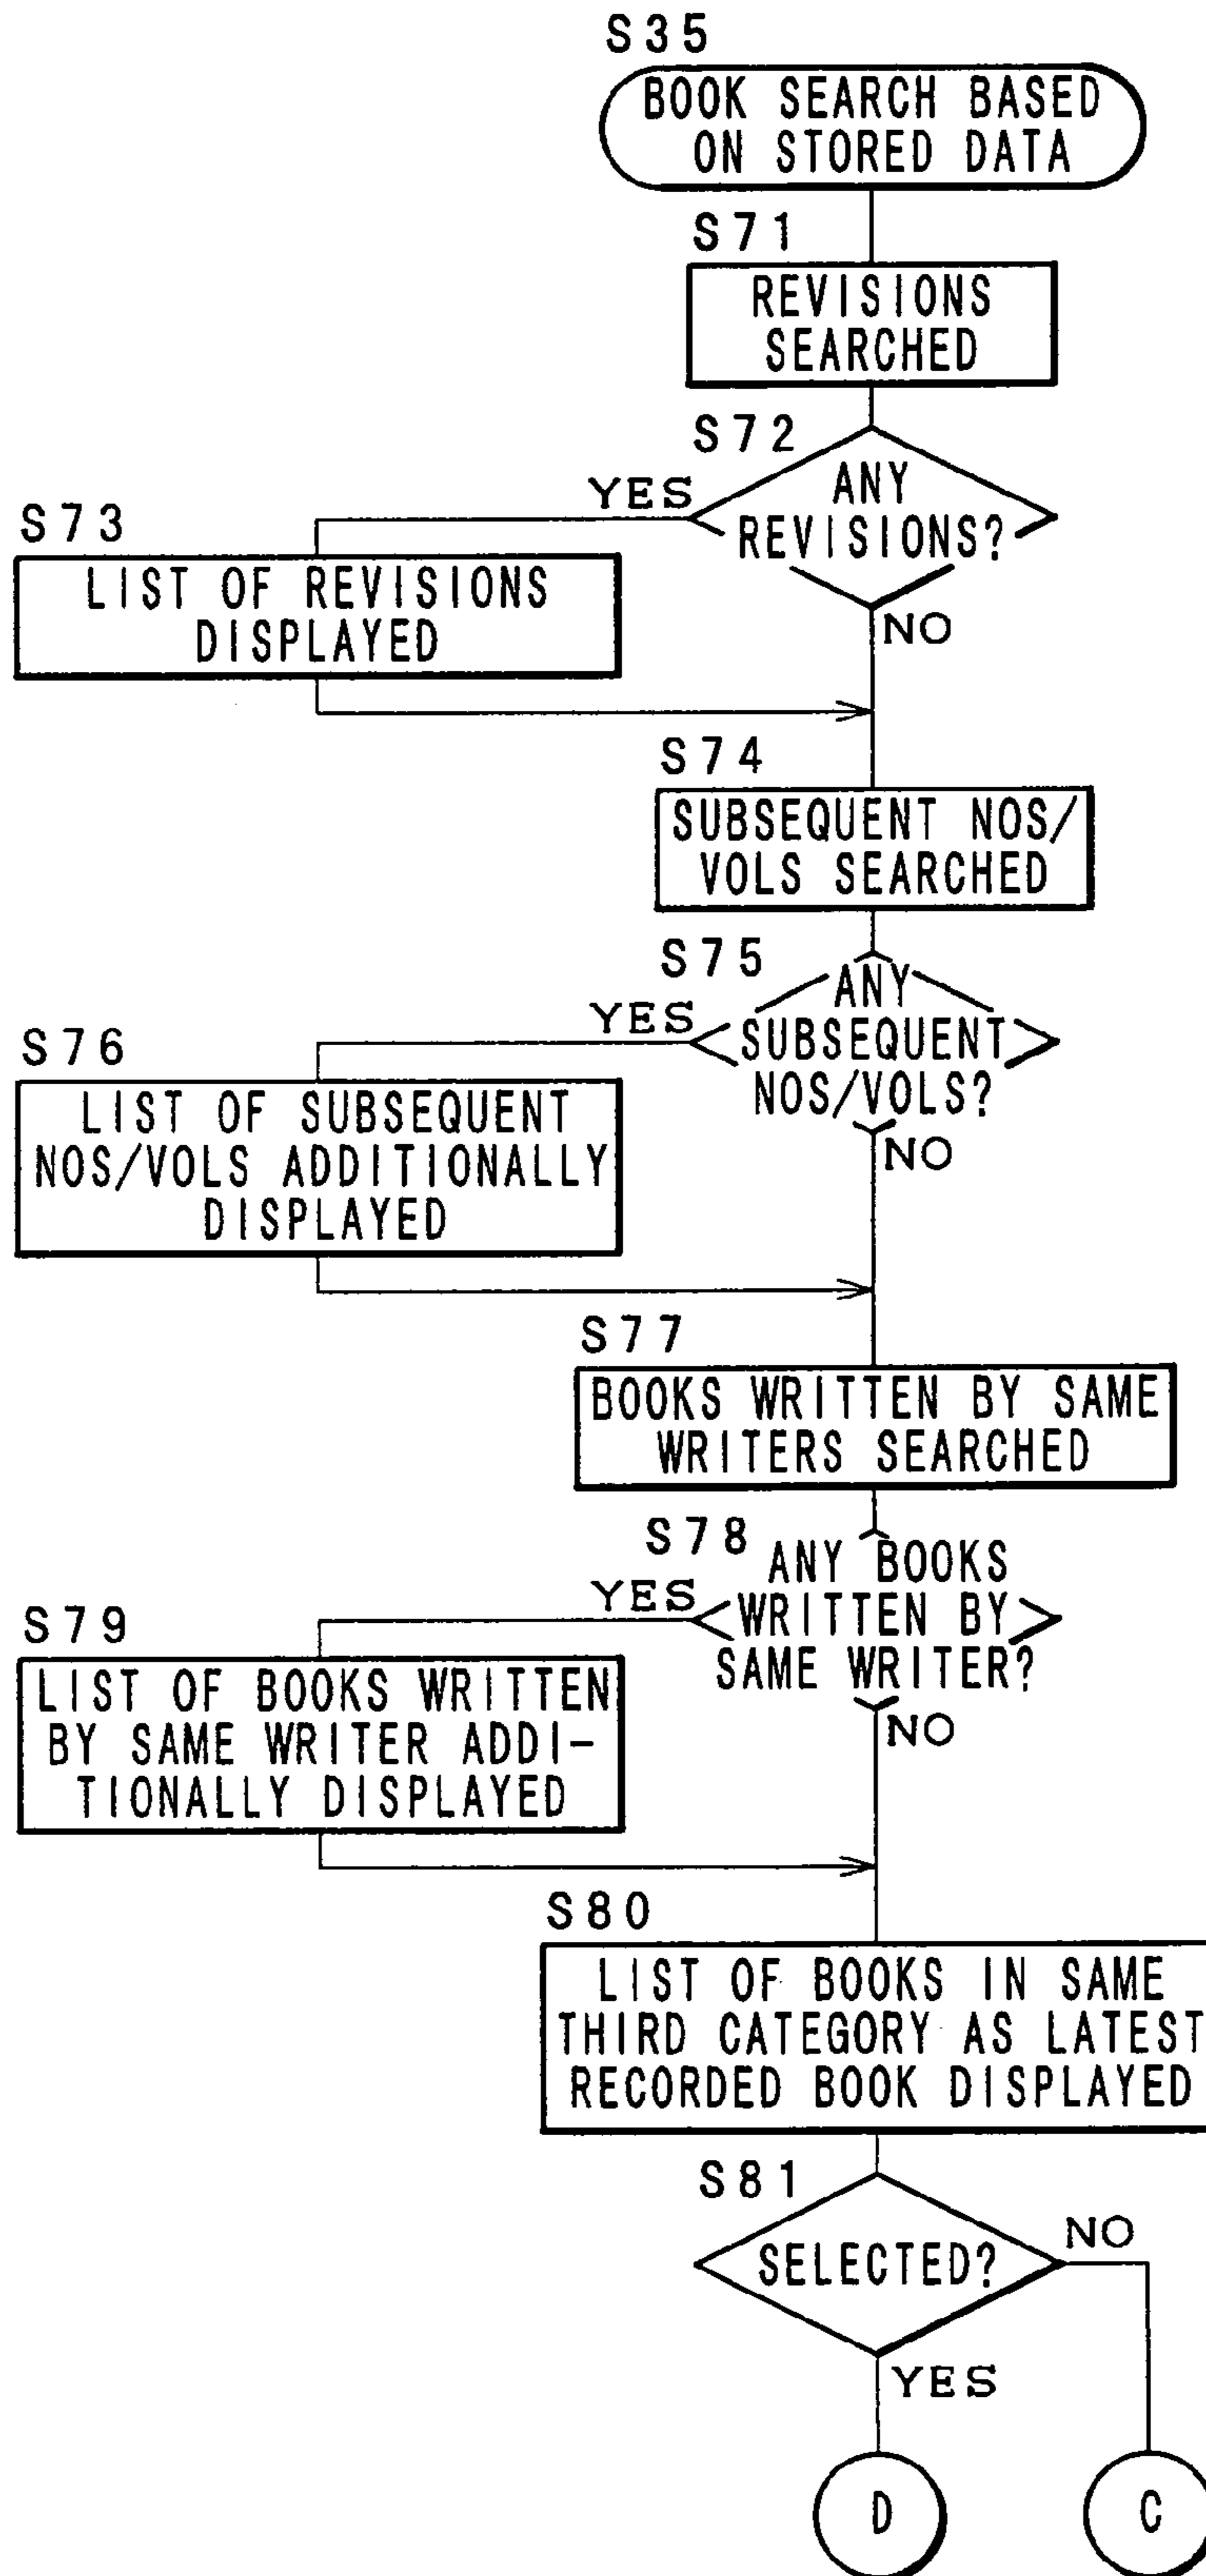 S35
BOOK SEARCH BASED
ON STORED DATA
S71
REVISIONS
SEARCHED
S72
ANY
REVISIONS?
YES
NO
S73
LIST OF REVISIONS
DISPLAYED
S74
SUBSEQUENT NOS/
VOLS SEARCHED
S75
ANY
SUBSEQUENT
NOS/VOLS?
YES
NO
S76
LIST OF SUBSEQUENT
NOS/VOLS ADDITIONALLY
DISPLAYED
S77
BOOKS WRITTEN BY SAME
WRITERS SEARCHED
S78
ANY BOOKS
WRITTEN BY
SAME WRITER?
YES
NO
S79
LIST OF BOOKS WRITTEN
BY SAME WRITER ADDI-
TIONALLY DISPLAYED
S80
LIST OF BOOKS IN SAME
THIRD CATEGORY AS LATEST
RECORDED BOOK DISPLAYED
S81
SELECTED?
NO
YES
D
C